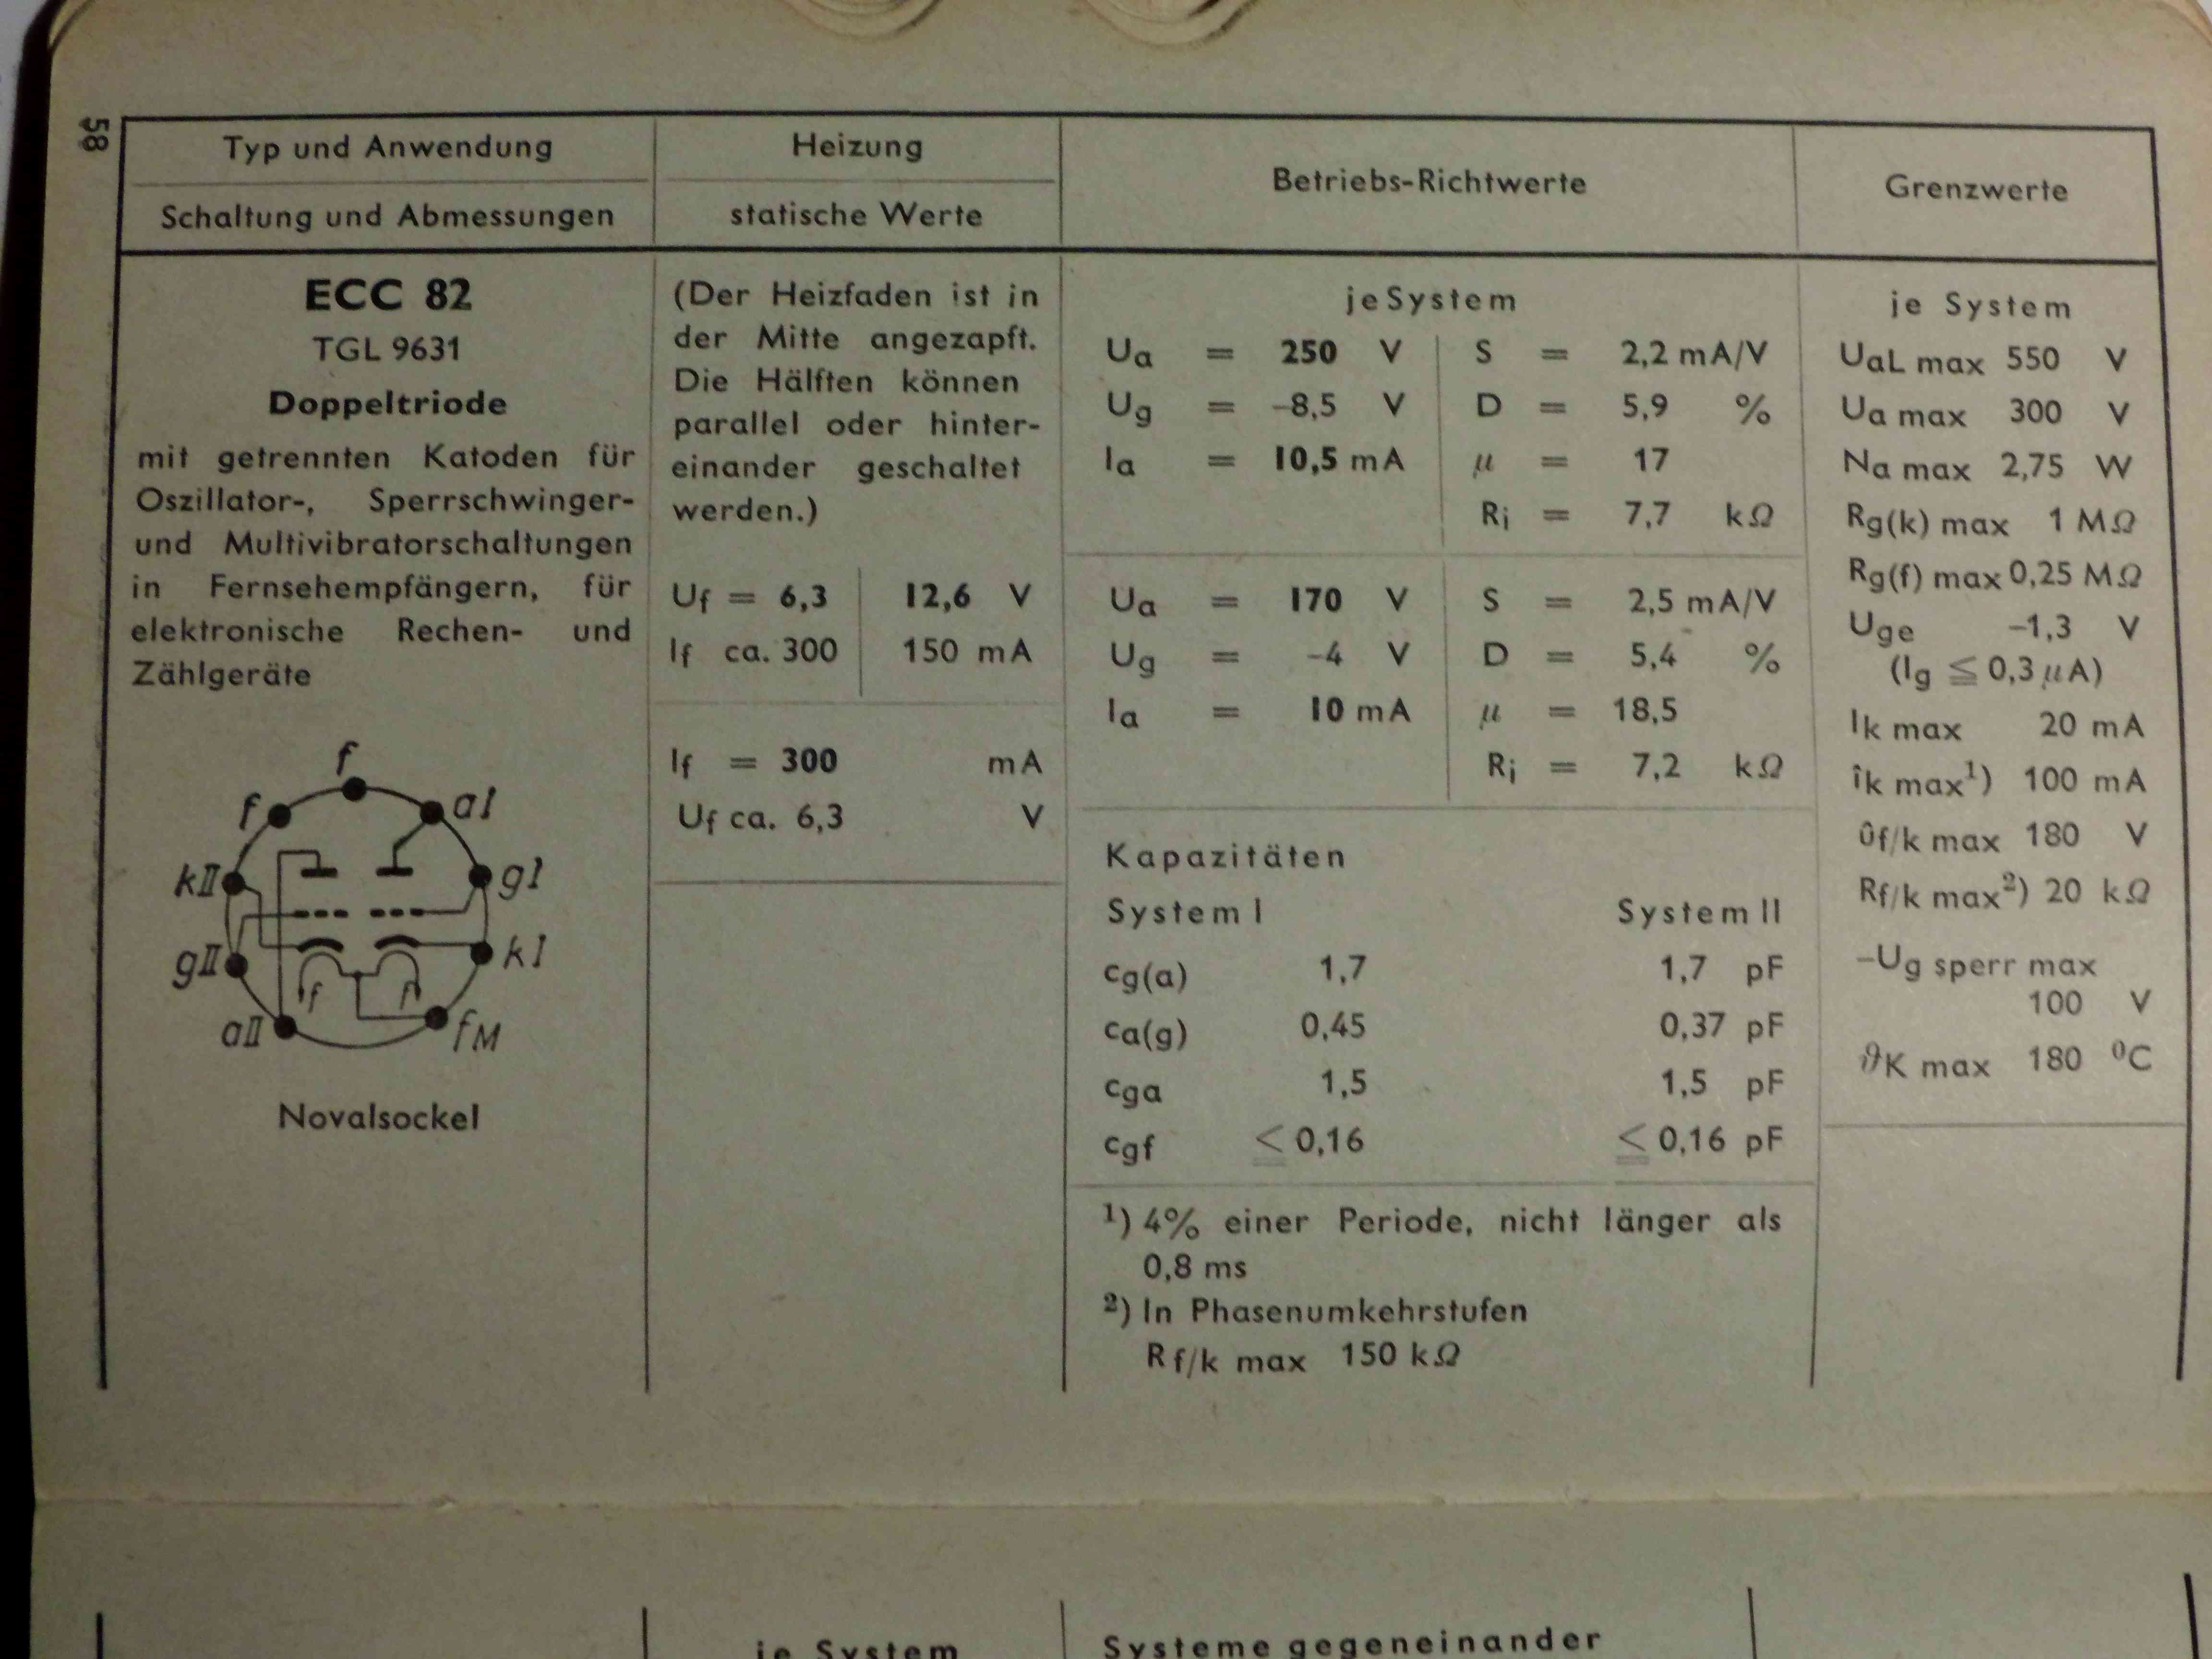 58
Typ und Anwendung
Schaltung und Abmessungen
Heizung
statische Werte
Betriebs-Richtwerte
Grenzwerte
ECC 82
TGL 9631
Doppeltriode
mit getrennten Katoden für
Oszillator-, Sperrschwinger-
und Multivibratorschaltungen
in Fernsehempfängern, für
elektronische Rechen- und
Zählgeräte
f
f
aI
kII
gI
gII
kI
f
f
aII
fM
Novalsockel
(Der Heizfaden ist in
der Mitte angezapft.
Die Hälften können
parallel oder hinter-
einander geschaltet
werden.)
Uf = 6,3 12,6 V
If ca. 300 150 mA
If = 300 mA
Uf ca. 6,3 V
je System
Ua = 250 V S = 2,2 mA/V
Ug = -8,5 V D = 5,9 %
Ia = 10,5 mA μ = 17
Ri = 7,7 kΩ
Ua = 170 V S = 2,5 mA/V
Ug = -4 V D = 5,4 %
Ia = 10 mA μ = 18,5
Ri = 7,2 kΩ
Kapazitäten
System I System II
cg(a) 1,7 1,7 pF
ca(g) 0,45 0,37 pF
cga 1,5 1,5 pF
cgf ≦ 0,16 ≦ 0,16 pF
1) 4% einer Periode, nicht länger als
0,8 ms
2) In Phasenumkehrstufen
Rf/k max 150 kΩ
je System
UaL max 550 V
Ua max 300 V
Na max 2,75 W
Rg(k) max 1 MΩ
Rg(f) max 0,25 MΩ
Uge -1,3 V
(Ig ≦ 0,3 μA)
Ik max 20 mA
îk max1) 100 mA
ûf/k max 180 V
Rf/k max2) 20 kΩ
-Ug sperr max
100 V
ϑK max 180 °C
je System
Systeme gegeneinander